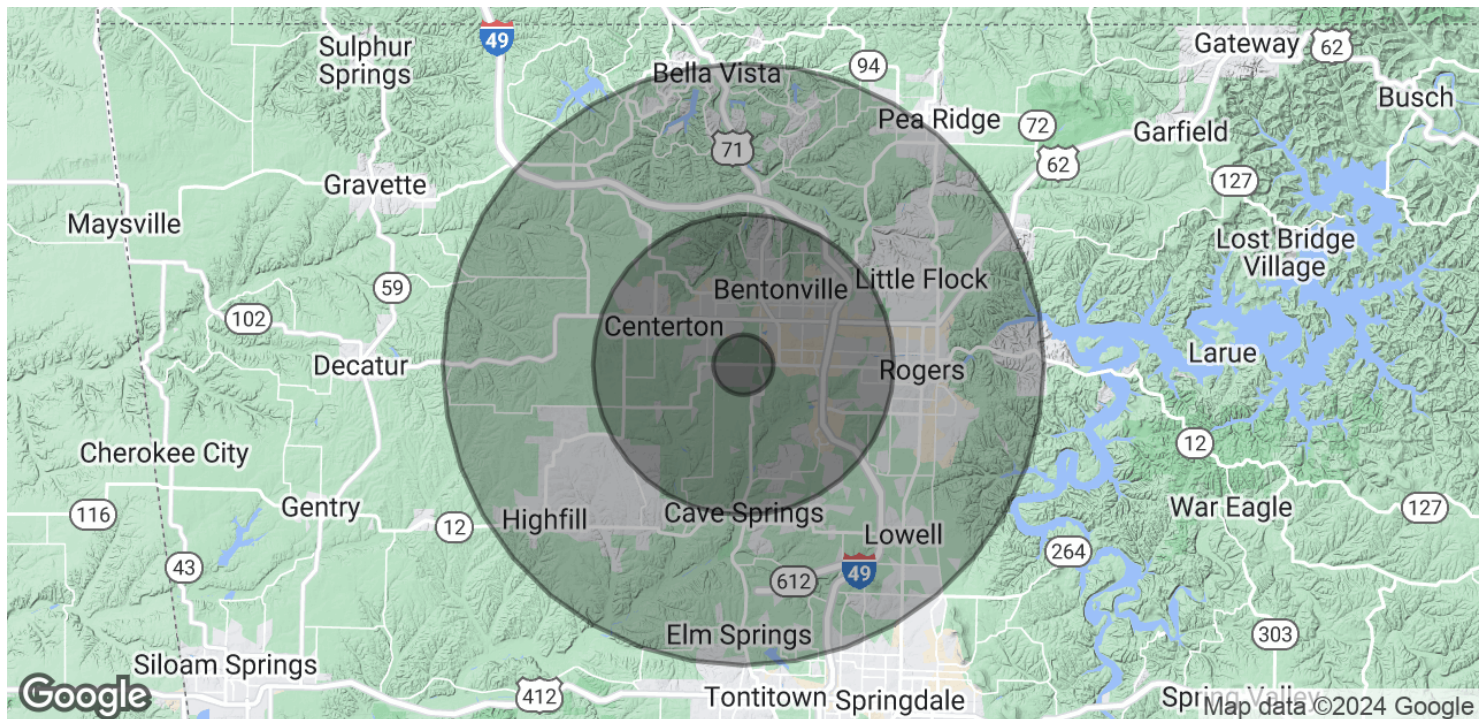 Sulphur
Springs
49
Bella Vista
94
Gateway
62
Busch
Pea Ridge
72
Garfield
71
62
Gravette
127
Maysville
Lost Bridge
Village
59
Bentonville
Little Flock
102
Centerton
Decatur
Rogers
Larue
Cherokee City
12
116
Gentry
12
Highfill
Cave Springs
War Eagle
127
Lowell
264
43
612
49
Elm Springs
303
Siloam Springs
Google
412
Tontitown
Springdale
Spring Valley
Map data ©2024 Google